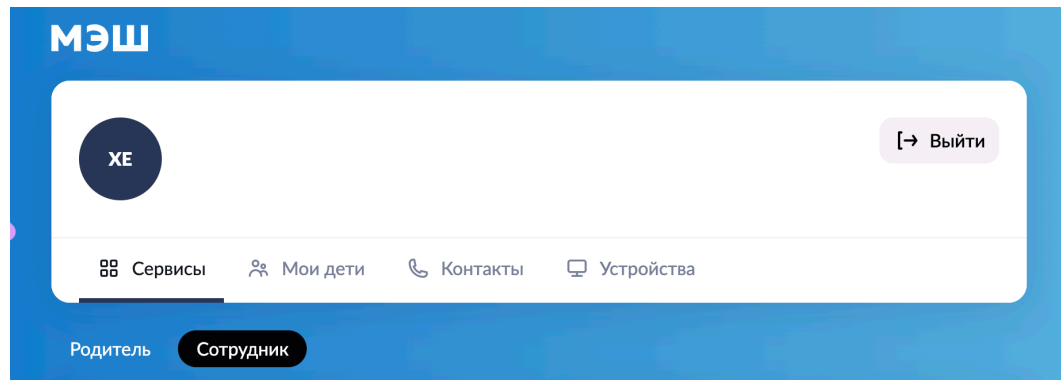 МЭШ
ХЕ
Выйти
Сервисы Мои дети Контакты Устройства
Родитель Сотрудник